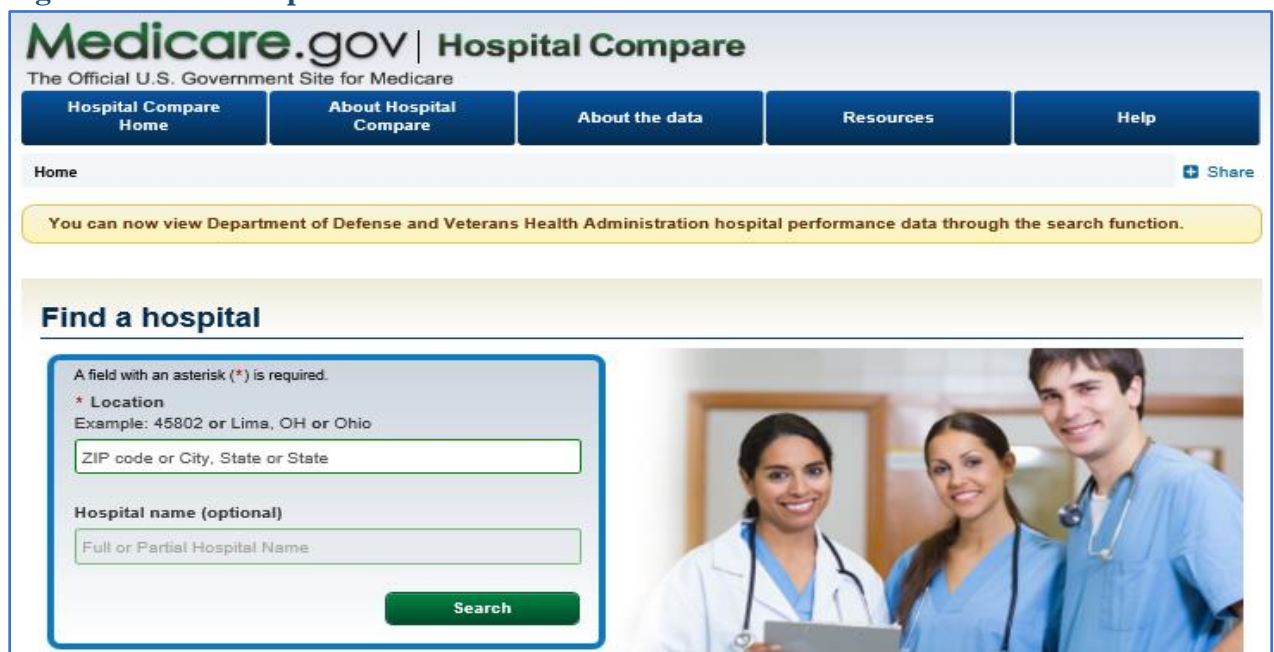 Medicare.gov | Hospital Compare
The Official U.S. Government Site for Medicare
Hospital Compare Home
About Hospital Compare
About the data
Resources
Help
Home
Share
You can now view Department of Defense and Veterans Health Administration hospital performance data through the search function.
Find a hospital
A field with an asterisk (*) is required.
* Location
Example: 45802 or Lima, OH or Ohio
ZIP code or City, State or State
Hospital name (optional)
Full or Partial Hospital Name
Search